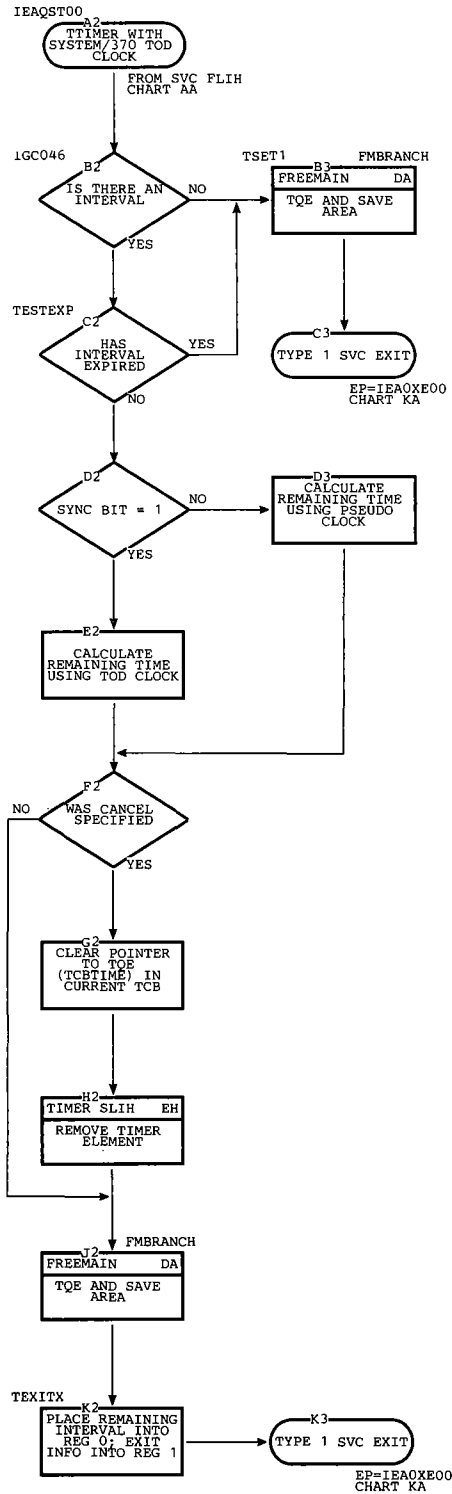 IEAQST00
A2
TTIMER WITH
SYSTEM/370 TOD
CLOCK
FROM SVC FLIH
CHART AA
IGC046
B2
IS THERE AN
INTERVAL
NO
YES
TSET1
B3
FMBRANCH
FREEMAIN DA
TQE AND SAVE
AREA
TESTEXP
C2
HAS
INTERVAL
EXPIRED
YES
NO
C3
TYPE 1 SVC EXIT
EP=IEA0XE00
CHART KA
D2
SYNC BIT = 1
NO
YES
D3
CALCULATE
REMAINING TIME
USING PSEUDO
CLOCK
E2
CALCULATE
REMAINING TIME
USING TOD CLOCK
F2
NO
WAS CANCEL
SPECIFIED
YES
G2
CLEAR POINTER
TO TQE
(TCBTIME) IN
CURRENT TCB
H2
TIMER SLIH EH
REMOVE TIMER
ELEMENT
J2
FMBRANCH
FREEMAIN DA
TQE AND SAVE
AREA
TEXITX
K2
PLACE REMAINING
INTERVAL INTO
REG 0; EXIT
INFO INTO REG 1
K3
TYPE 1 SVC EXIT
EP=IEA0XE00
CHART KA